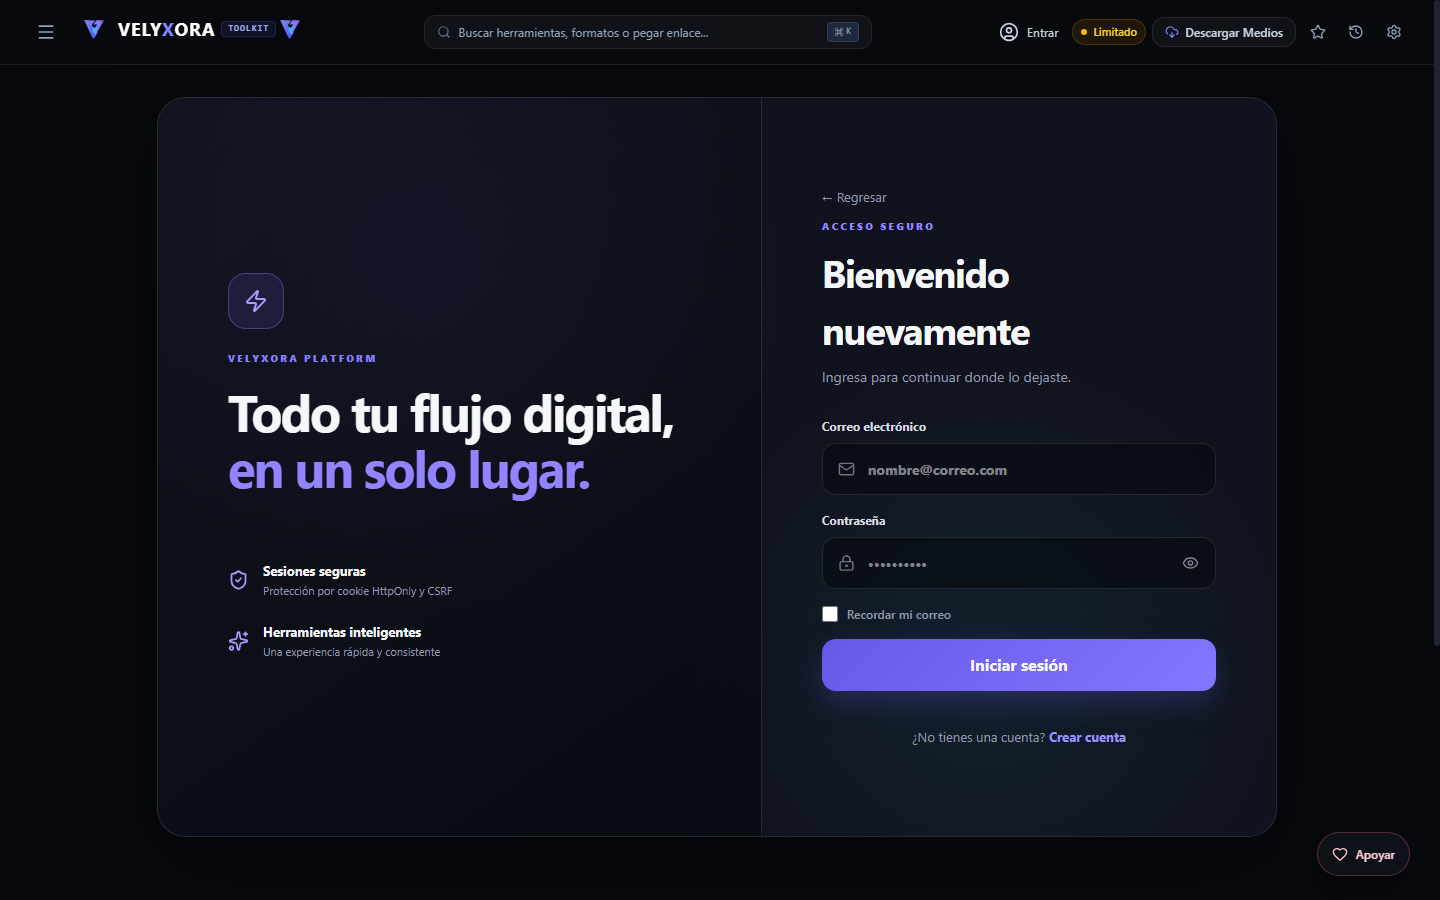 VELYXORA TOOLKIT
Buscar herramientas, formatos o pegar enlace...
⌘ K
Entrar
Limitado
Descargar Medios
VELYXORA PLATFORM
Todo tu flujo digital,
en un solo lugar.
Sesiones seguras
Protección por cookie HttpOnly y CSRF
Herramientas inteligentes
Una experiencia rápida y consistente
← Regresar
ACCESO SEGURO
Bienvenido
nuevamente
Ingresa para continuar donde lo dejaste.
Correo electrónico
nombre@correo.com
Contraseña
••••••••••
Recordar mi correo
Iniciar sesión
¿No tienes una cuenta? Crear cuenta
Apoyar